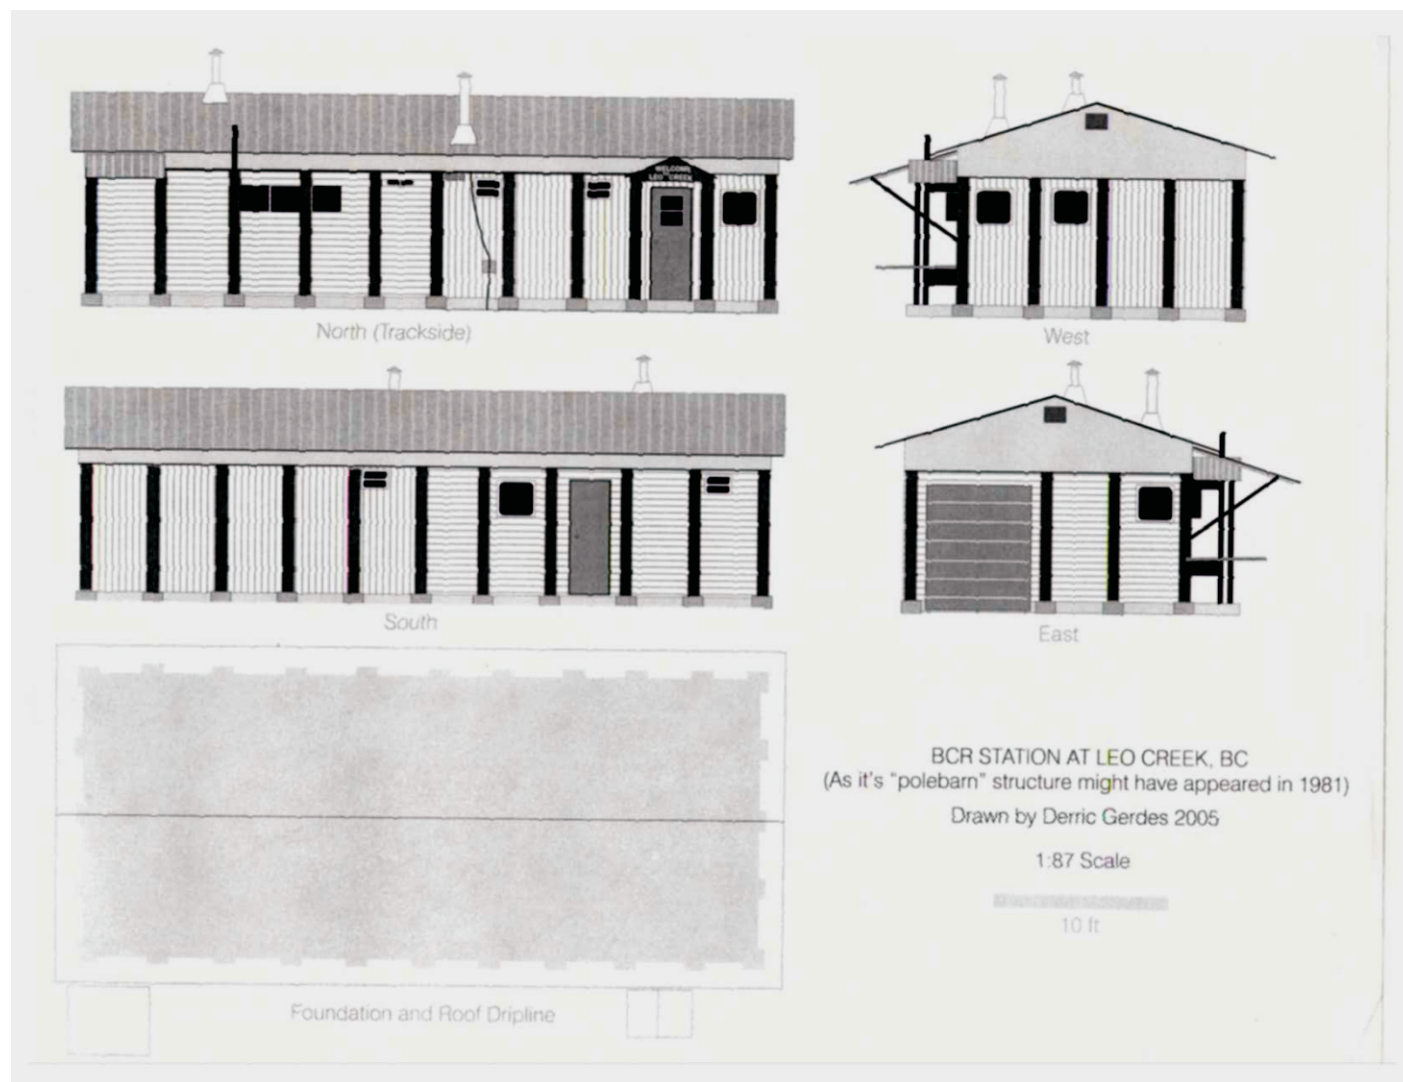 WELCOME
TO
LEO CREEK
North (Trackside)
West
South
East
BCR STATION AT LEO CREEK, BC
(As it's "polebarn" structure might have appeared in 1981)
Drawn by Derric Gerdes 2005
1:87 Scale
10 ft
Foundation and Roof Dripline